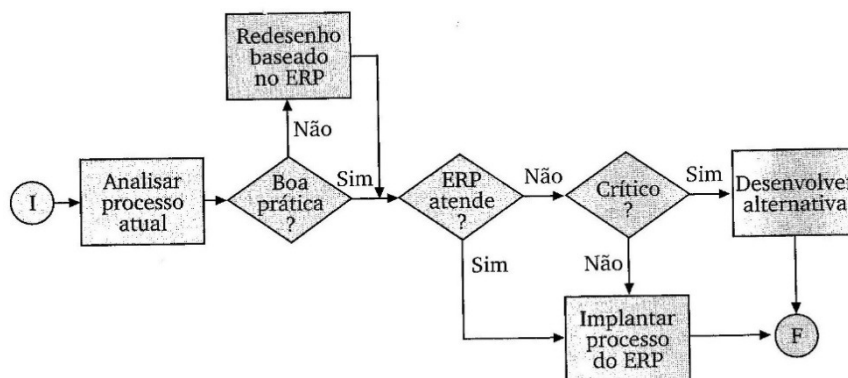 Redesenho
baseado
no ERP
Não
I
Analisar
processo
atual
Boa
prática
?
Sim
ERP
atende
?
Não
Crítico
?
Sim
Desenvolver
alternativa
Sim
Não
Implantar
processo
do ERP
F